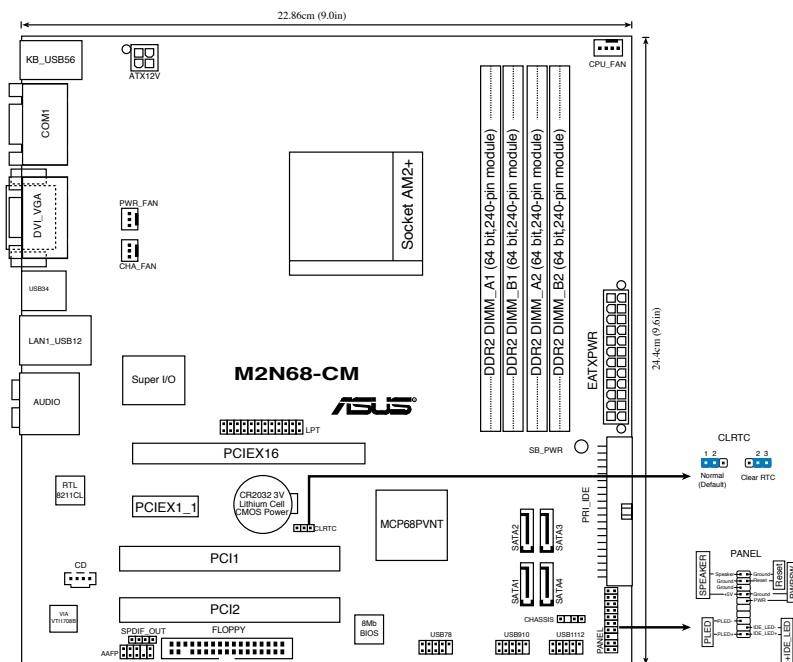 22.86cm (9.0in)
KB_USB56
ATX12V
CPU_FAN
COM1
DDR2 DIMM_A1 (64 bit,240-pin module)
DDR2 DIMM_B1 (64 bit,240-pin module)
DDR2 DIMM_A2 (64 bit,240-pin module)
DDR2 DIMM_B2 (64 bit,240-pin module)
Socket AM2+
DVI_VGA
PWR_FAN
CHA_FAN
USB34
24.4cm (9.6in)
EATXPWR
LAN1_USB12
Super I/O
M2N68-CM
ASUS
AUDIO
LPT
SB_PWR
PCIEX16
CLRTC
1 2
2 3
Normal
(Default)
Clear RTC
RTL
8211CL
PCIEX1_1
CR2032 3V
Lithium Cell
CMOS Power
CLRTC
MCP68PVNT
SATA2
SATA3
PRI_IDE
PCI1
CD
SATA1
SATA4
PANEL
SPEAKER
Speaker
Ground
Ground
+5V
Ground
Reset
Ground
PWR
Reset
PWRSW
PLED
PLED-
PLED+
IDE_LED-
IDE_LED+
+IDE_LED
PCI2
VIA
VT1708B
8Mb
BIOS
CHASSIS
PANEL
SPDIF_OUT
FLOPPY
AAFP
USB78
USB910
USB1112